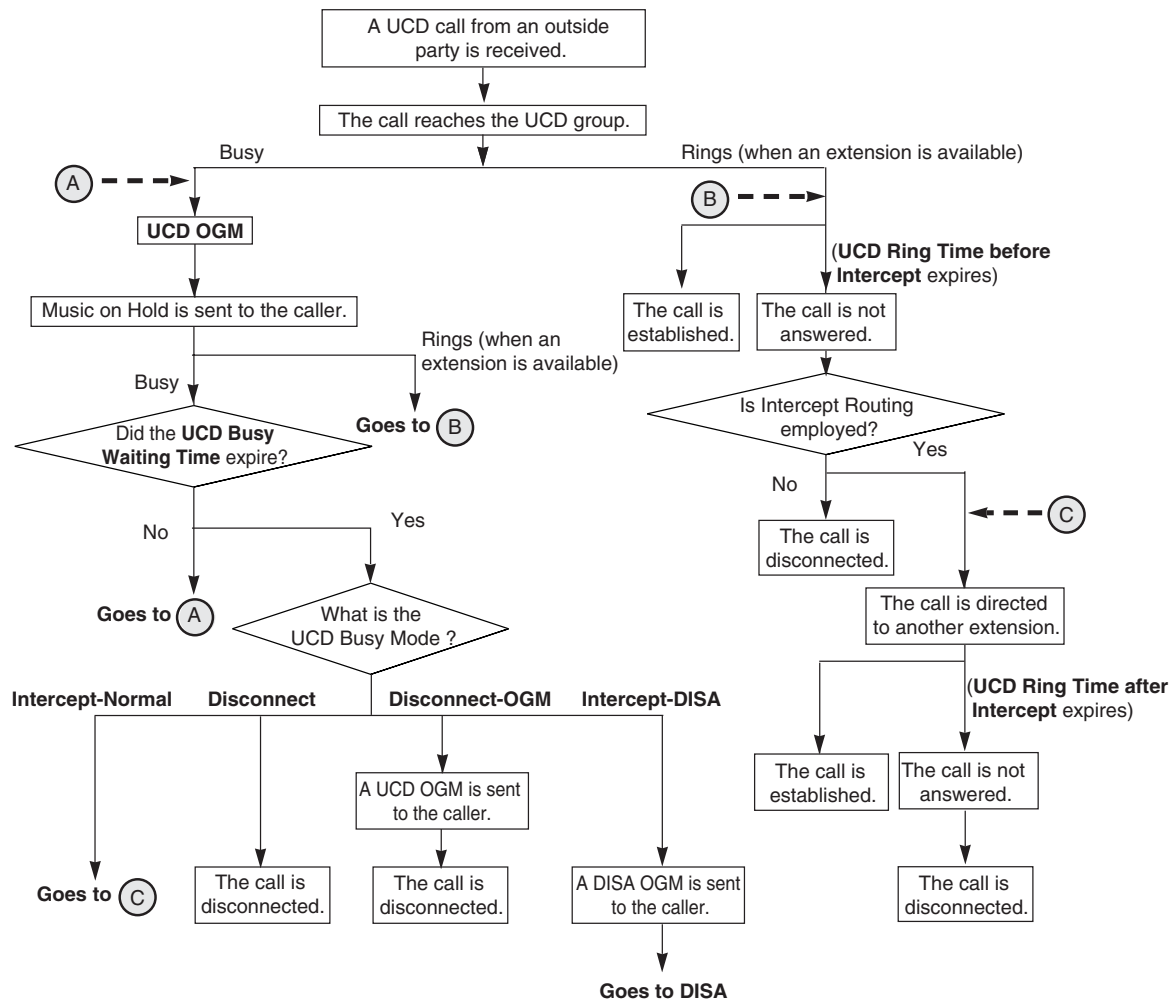 A UCD call from an outside
party is received.
The call reaches the UCD group.
Busy
Rings (when an extension is available)
A
B
UCD OGM
(UCD Ring Time before
Intercept expires)
Music on Hold is sent to the caller.
The call is
established.
The call is not
answered.
Rings (when an
extension is available)
Busy
Goes to B
Is Intercept Routing
employed?
Did the UCD Busy
Waiting Time expire?
Yes
No
C
The call is
disconnected.
No
Yes
Goes to A
What is the
UCD Busy Mode ?
The call is directed
to another extension.
(UCD Ring Time after
Intercept expires)
Intercept-Normal
Disconnect
Disconnect-OGM
Intercept-DISA
The call is
established.
The call is not
answered.
A UCD OGM is sent
to the caller.
Goes to C
The call is
disconnected.
The call is
disconnected.
A DISA OGM is sent
to the caller.
The call is
disconnected.
Goes to DISA